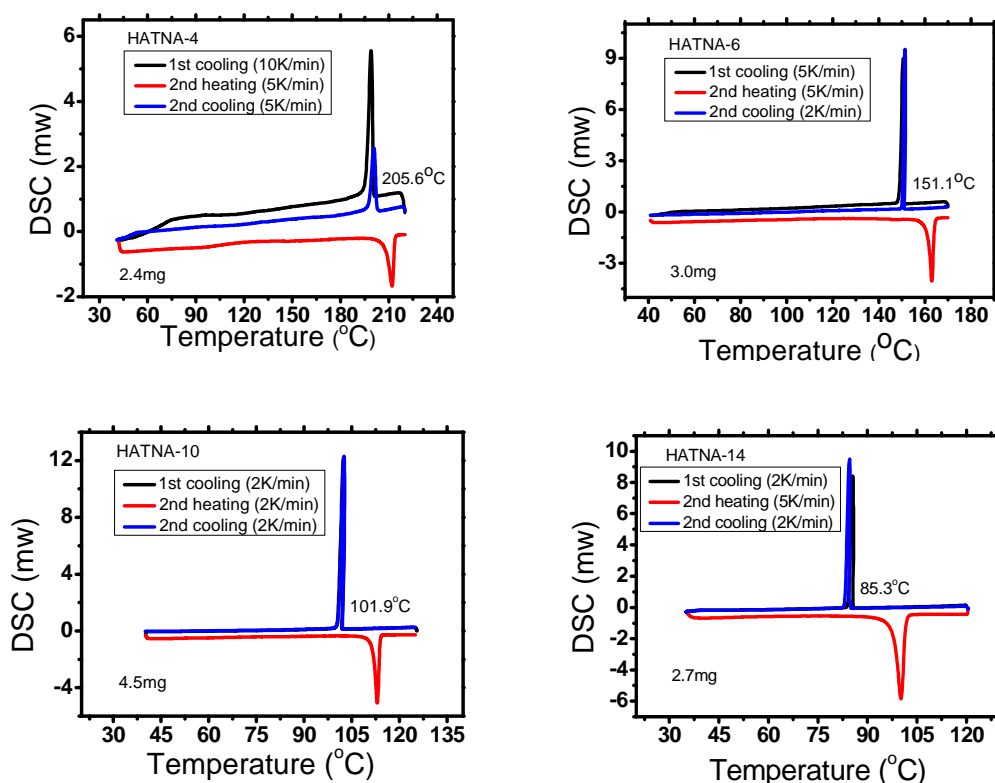 HATNA-4
1st cooling (10K/min)
2nd heating (5K/min)
2nd cooling (5K/min)
205.6°C
2.4mg
DSC (mw)
6
4
2
0
-2
30 60 90 120 150 180 210 240
Temperature (°C)
HATNA-6
1st cooling (5K/min)
2nd heating (5K/min)
2nd cooling (2K/min)
151.1°C
3.0mg
DSC (mw)
9
6
3
0
-3
40 60 80 100 120 140 160 180
Temperature (°C)
HATNA-10
1st cooling (2K/min)
2nd heating (2K/min)
2nd cooling (2K/min)
101.9°C
4.5mg
DSC (mw)
12
8
4
0
-4
30 45 60 75 90 105 120 135
Temperature (°C)
HATNA-14
1st cooling (2K/min)
2nd heating (5K/min)
2nd cooling (2K/min)
85.3°C
2.7mg
DSC (mw)
10
8
6
4
2
0
-2
-4
-6
30 45 60 75 90 105 120
Temperature (°C)